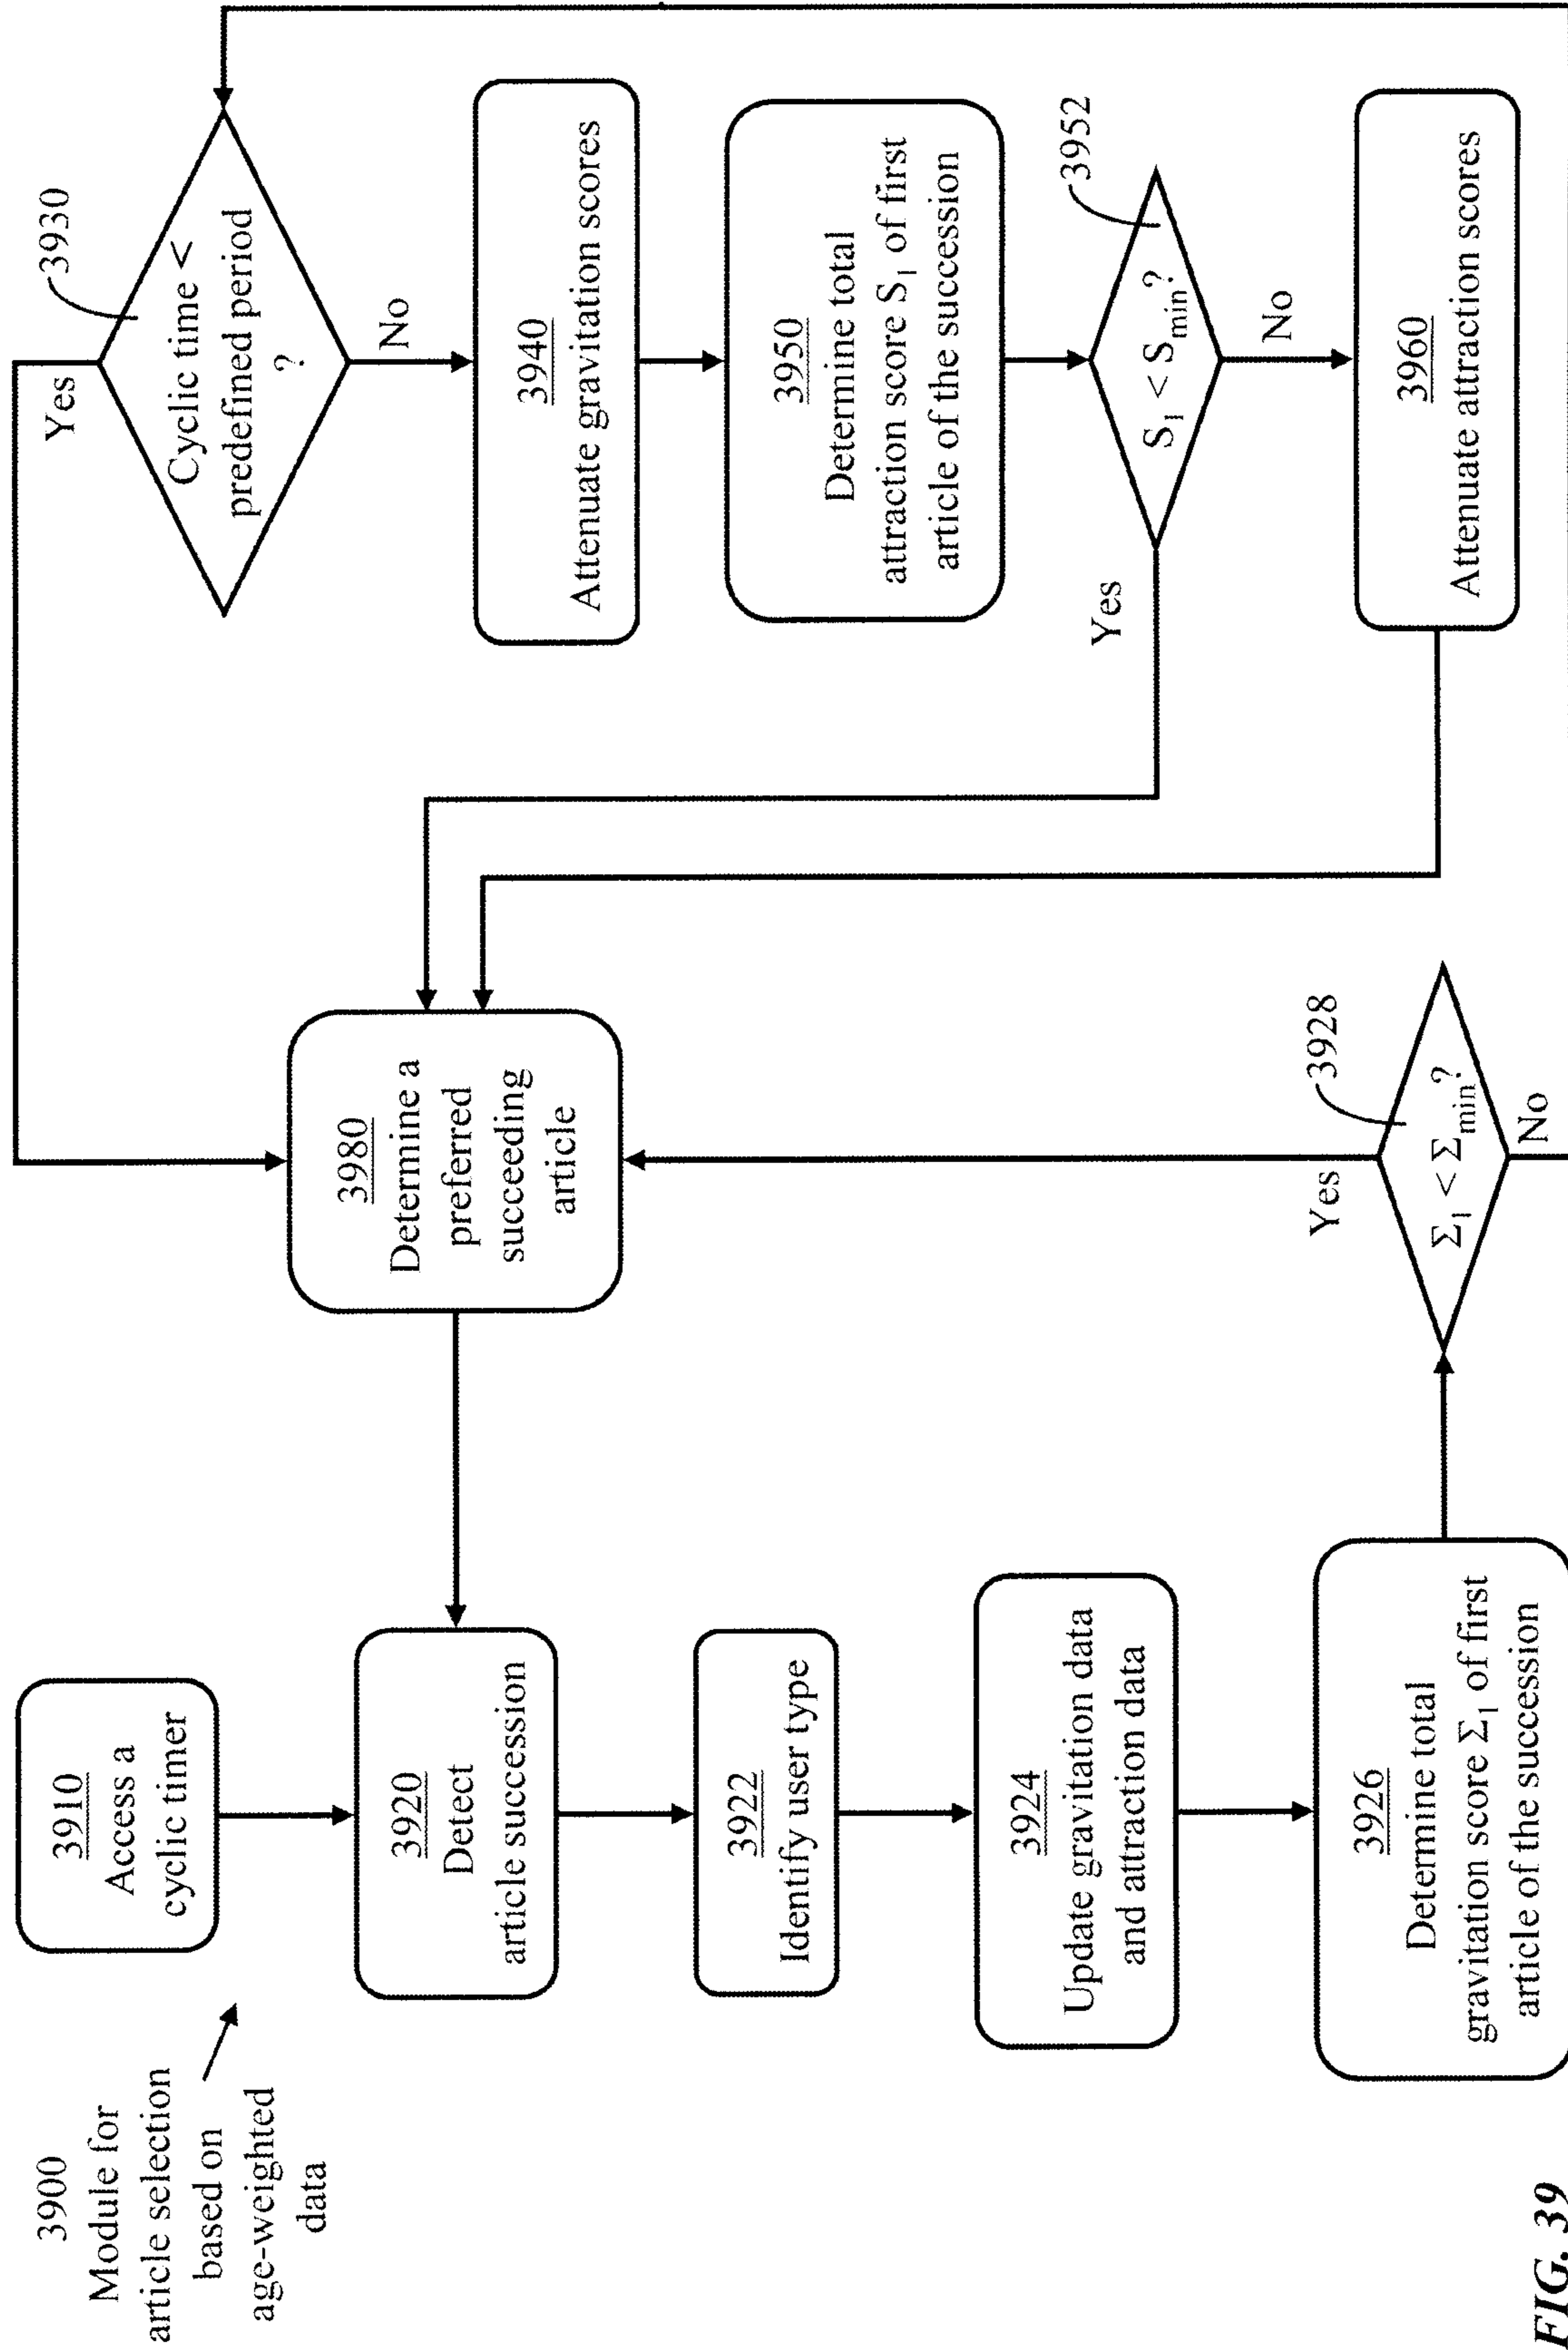 3900
Module for
article selection
based on
age-weighted
data
3910
Access a
cyclic timer
3920
Detect
article succession
3922
Identify user type
3924
Update gravitation data
and attraction data
3926
Determine total
gravitation score Σ1 of first
article of the succession
3928
Σ1 < Σmin?
Yes
No
3980
Determine a
preferred
succeeding
article
3930
Cyclic time <
predefined period
?
Yes
No
3940
Attenuate gravitation scores
3950
Determine total
attraction score S1 of first
article of the succession
3952
S1 < Smin?
Yes
No
3960
Attenuate attraction scores
FIG. 39